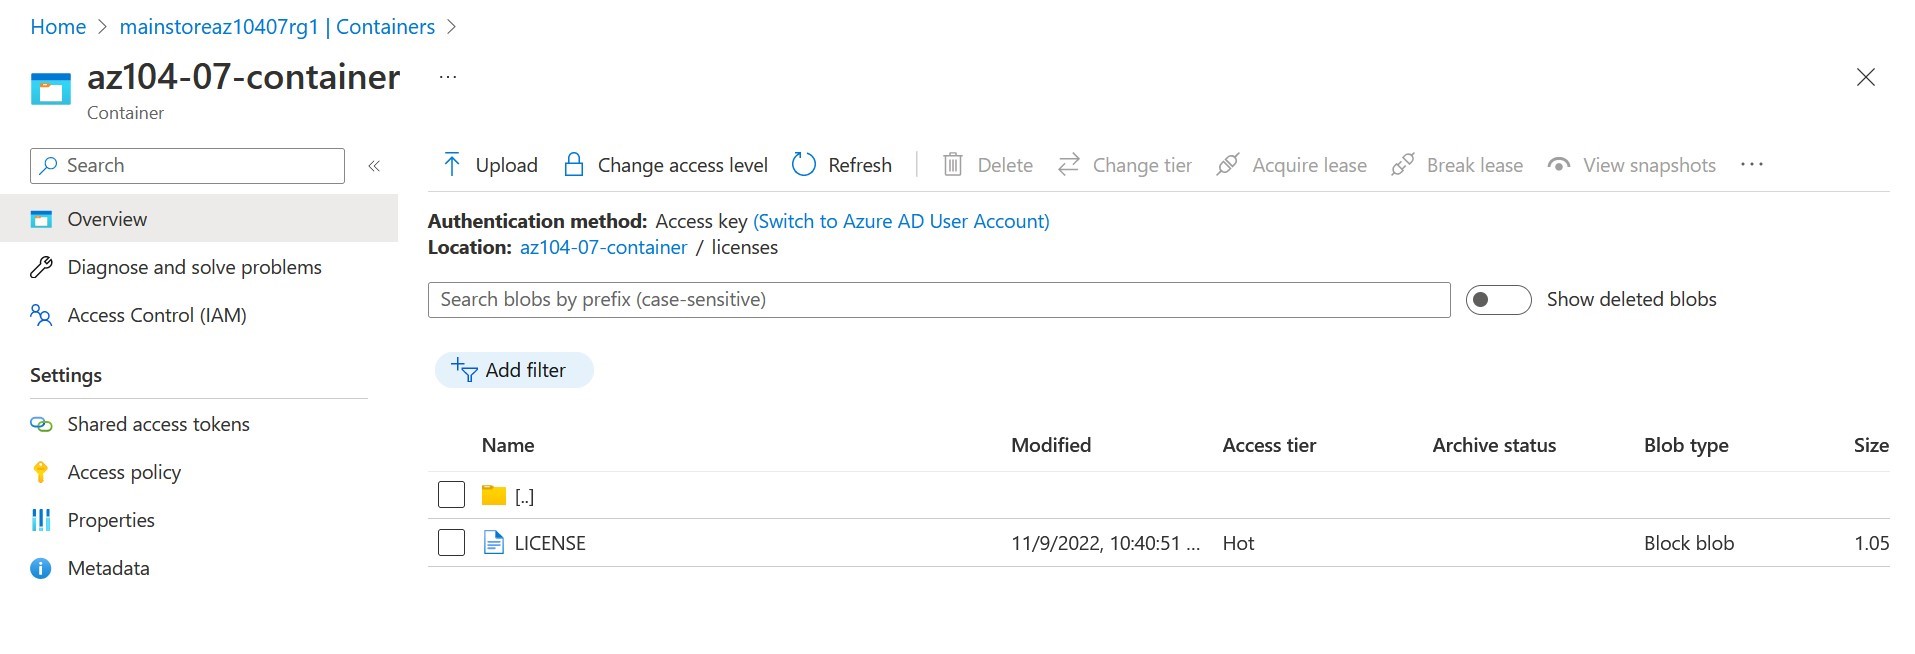 Home > mainstoreaz10407rg1 | Containers >
az104-07-container ...
Container
Search «
Overview
Diagnose and solve problems
Access Control (IAM)
Settings
Shared access tokens
Access policy
Properties
Metadata
Upload Change access level Refresh | Delete Change tier Acquire lease Break lease View snapshots ...
Authentication method: Access key (Switch to Azure AD User Account)
Location: az104-07-container / licenses
Search blobs by prefix (case-sensitive) Show deleted blobs
Add filter
Name Modified Access tier Archive status Blob type Size
[..]
LICENSE 11/9/2022, 10:40:51 ... Hot Block blob 1.05